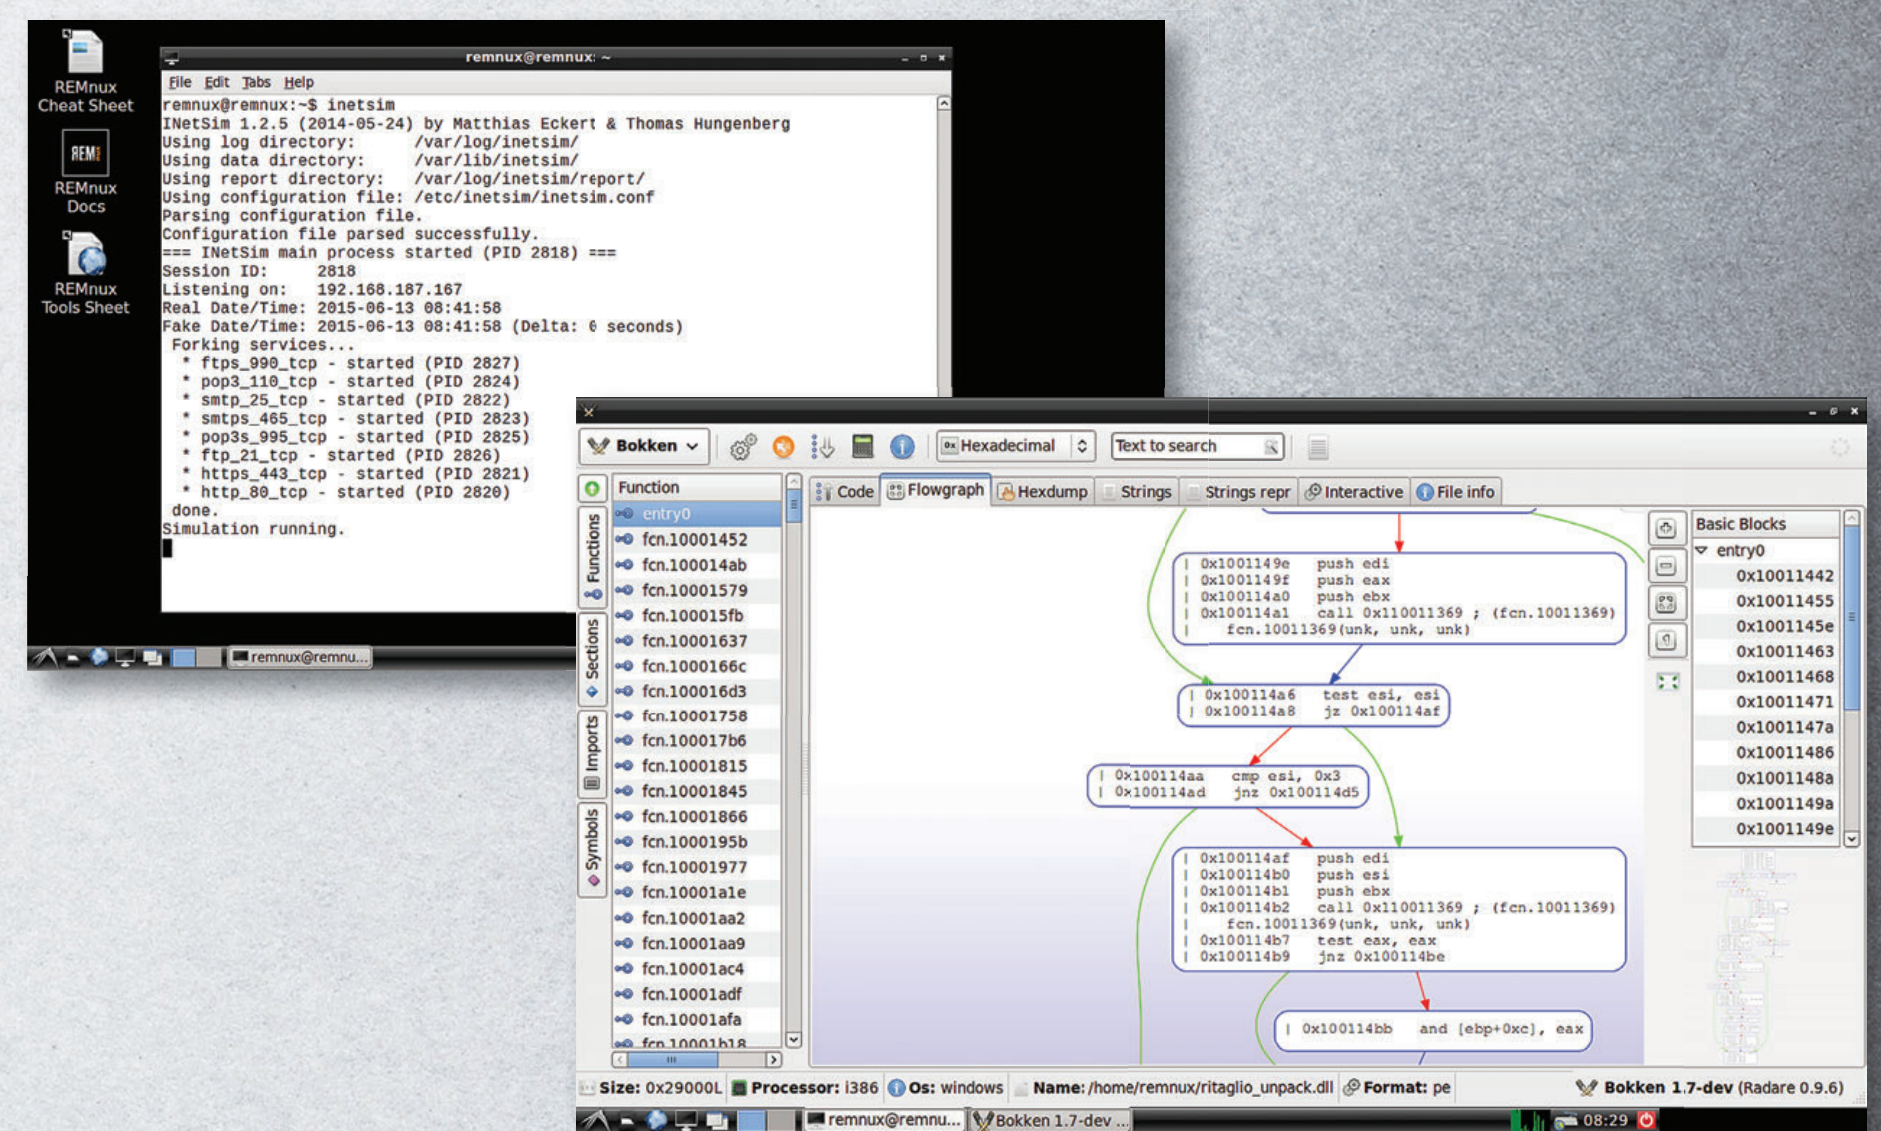 REMnux
Cheat Sheet
REM
REMnux
Docs
REMnux
Tools Sheet
remnux@remnux: ~
File Edit Tabs Help
remnux@remnux:~$ inetsim
INetSim 1.2.5 (2014-05-24) by Matthias Eckert & Thomas Hungenberg
Using log directory: /var/log/inetsim/
Using data directory: /var/lib/inetsim/
Using report directory: /var/log/inetsim/report/
Using configuration file: /etc/inetsim/inetsim.conf
Parsing configuration file.
Configuration file parsed successfully.
=== INetSim main process started (PID 2818) ===
Session ID: 2818
Listening on: 192.168.187.167
Real Date/Time: 2015-06-13 08:41:58
Fake Date/Time: 2015-06-13 08:41:58 (Delta: 0 seconds)
Forking services...
* ftps_990_tcp - started (PID 2827)
* pop3_110_tcp - started (PID 2824)
* smtp_25_tcp - started (PID 2822)
* smtps_465_tcp - started (PID 2823)
* pop3s_995_tcp - started (PID 2825)
* ftp_21_tcp - started (PID 2826)
* https_443_tcp - started (PID 2821)
* http_80_tcp - started (PID 2820)
done.
Simulation running.
remnux@remnu...
Bokken
0x Hexadecimal
Text to search
Functions
Sections
Imports
Symbols
Function
entry0
fcn.10001452
fcn.100014ab
fcn.10001579
fcn.100015fb
fcn.10001637
fcn.1000166c
fcn.100016d3
fcn.10001758
fcn.100017b6
fcn.10001815
fcn.10001845
fcn.10001866
fcn.1000195b
fcn.10001977
fcn.10001a1e
fcn.10001aa2
fcn.10001aa9
fcn.10001ac4
fcn.10001adf
fcn.10001afa
fcn.10001b18
Code Flowgraph Hexdump Strings Strings repr Interactive File info
| 0x1001149e push edi
| 0x1001149f push eax
| 0x100114a0 push ebx
| 0x100114a1 call 0x110011369 ; (fcn.10011369)
| fcn.10011369(unk, unk, unk)
| 0x100114a6 test esi, esi
| 0x100114a8 jz 0x100114af
| 0x100114aa cmp esi, 0x3
| 0x100114ad jnz 0x100114d5
| 0x100114af push edi
| 0x100114b0 push esi
| 0x100114b1 push ebx
| 0x100114b2 call 0x110011369 ; (fcn.10011369)
| fcn.10011369(unk, unk, unk)
| 0x100114b7 test eax, eax
| 0x100114b9 jnz 0x100114be
| 0x100114bb and [ebp+0xc], eax
Basic Blocks
entry0
0x10011442
0x10011455
0x1001145e
0x10011463
0x10011468
0x10011471
0x1001147a
0x10011486
0x1001148a
0x1001149a
0x1001149e
Size: 0x29000L Processor: i386 Os: windows Name: /home/remnux/ritaglio_unpack.dll Format: pe Bokken 1.7-dev (Radare 0.9.6)
remnux@remnu... Bokken 1.7-dev ... 08:29